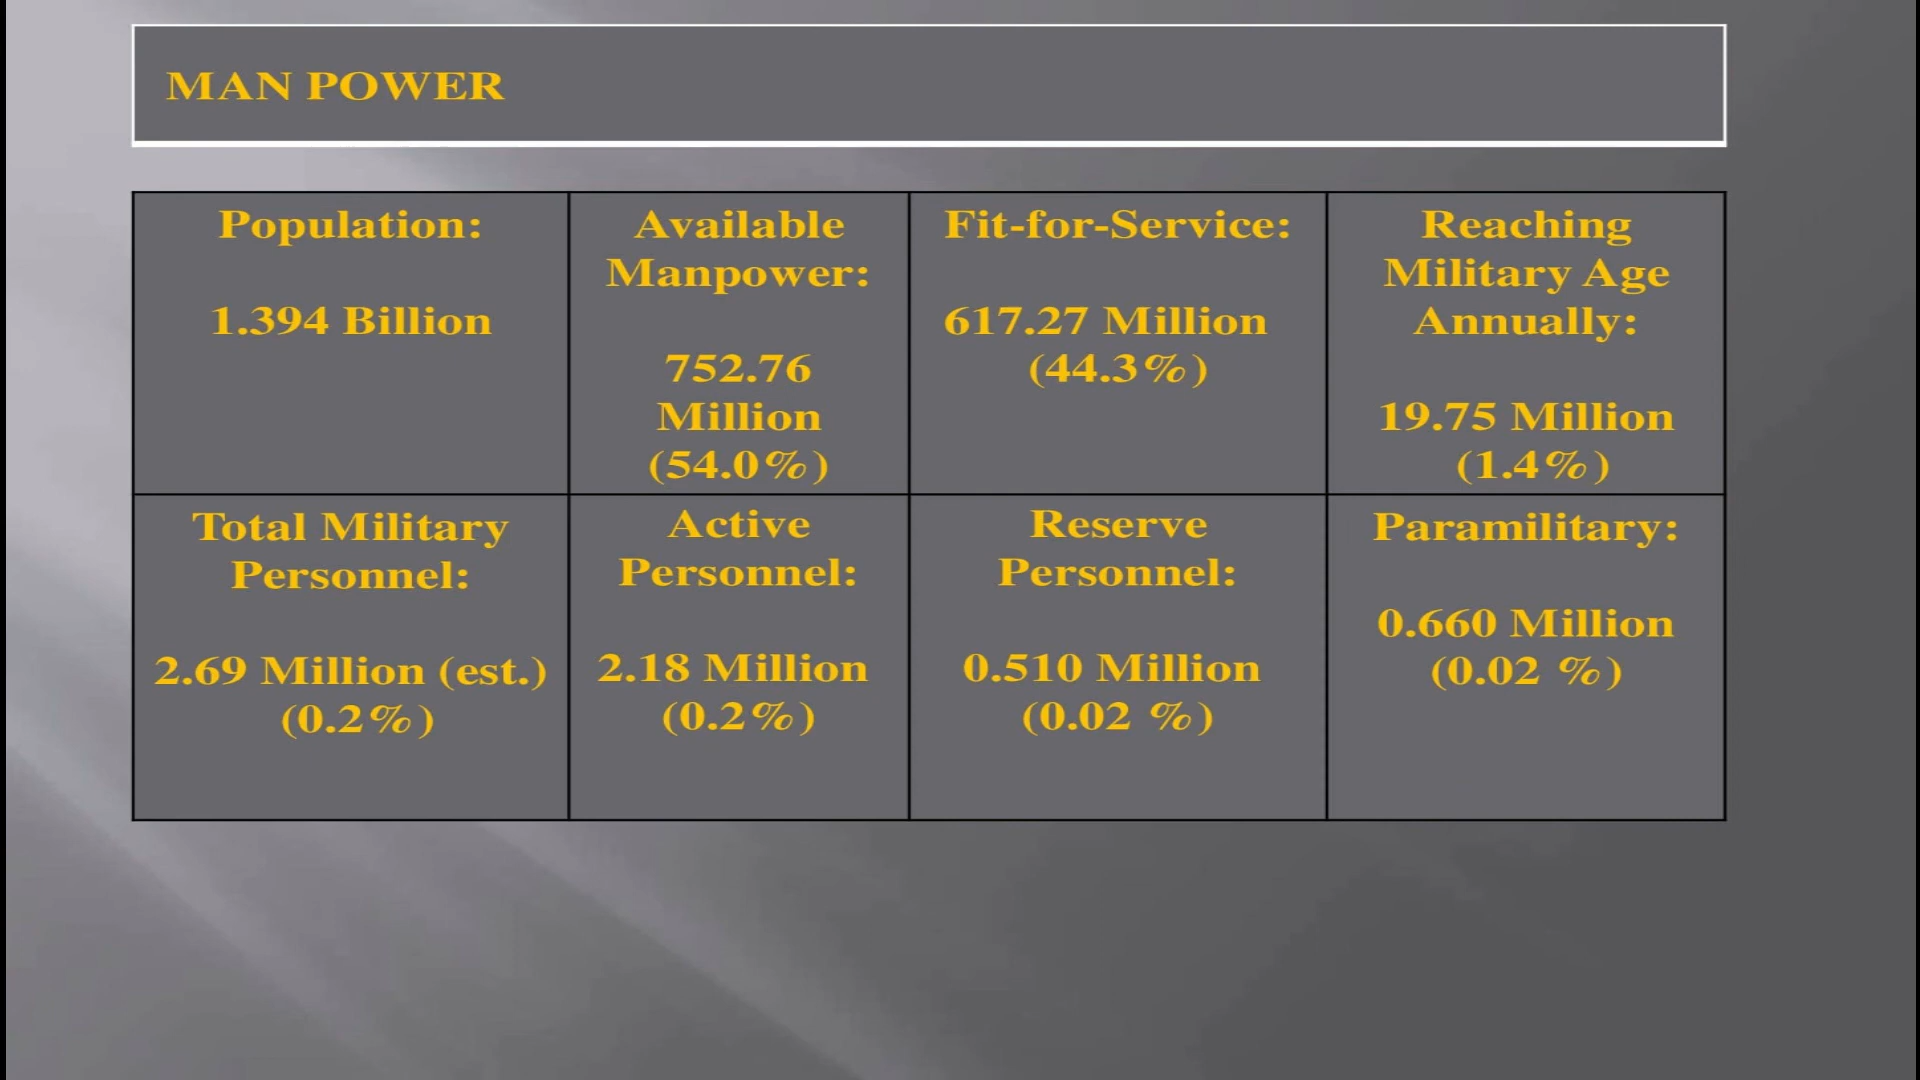 MAN POWER
Population:
1.394 Billion
Available
Manpower:
752.76
Million
(54.0%)
Fit-for-Service:
617.27 Million
(44.3%)
Reaching
Military Age
Annually:
19.75 Million
(1.4%)
Total Military
Personnel:
2.69 Million (est.)
(0.2%)
Active
Personnel:
2.18 Million
(0.2%)
Reserve
Personnel:
0.510 Million
(0.02 %)
Paramilitary:
0.660 Million
(0.02 %)